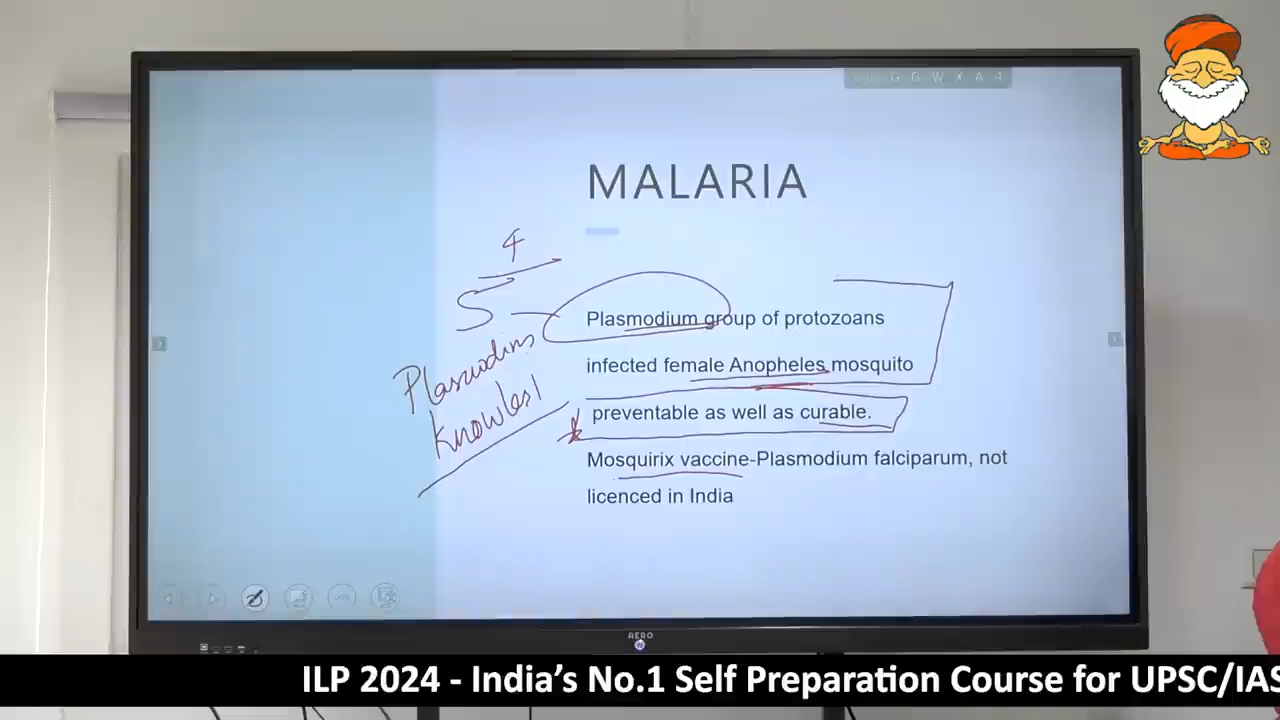 MALARIA
4
5
Plasmodium group of protozoans
infected female Anopheles mosquito
Plasmodium
knowlesi
preventable as well as curable.
Mosquirix vaccine-Plasmodium falciparum, not
licenced in India
AERO
ILP 2024 - India’s No.1 Self Preparation Course for UPSC/IAS